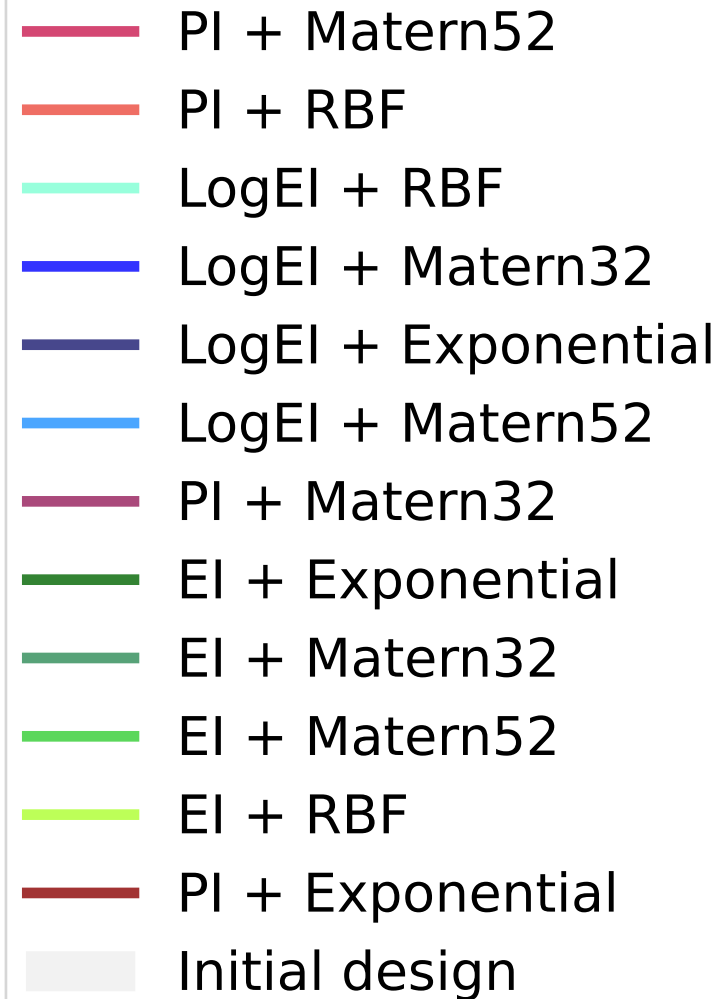 PI + Matern52
PI + RBF
LogEI + RBF
LogEI + Matern32
LogEI + Exponential
LogEI + Matern52
PI + Matern32
EI + Exponential
EI + Matern32
EI + Matern52
EI + RBF
PI + Exponential
Initial design